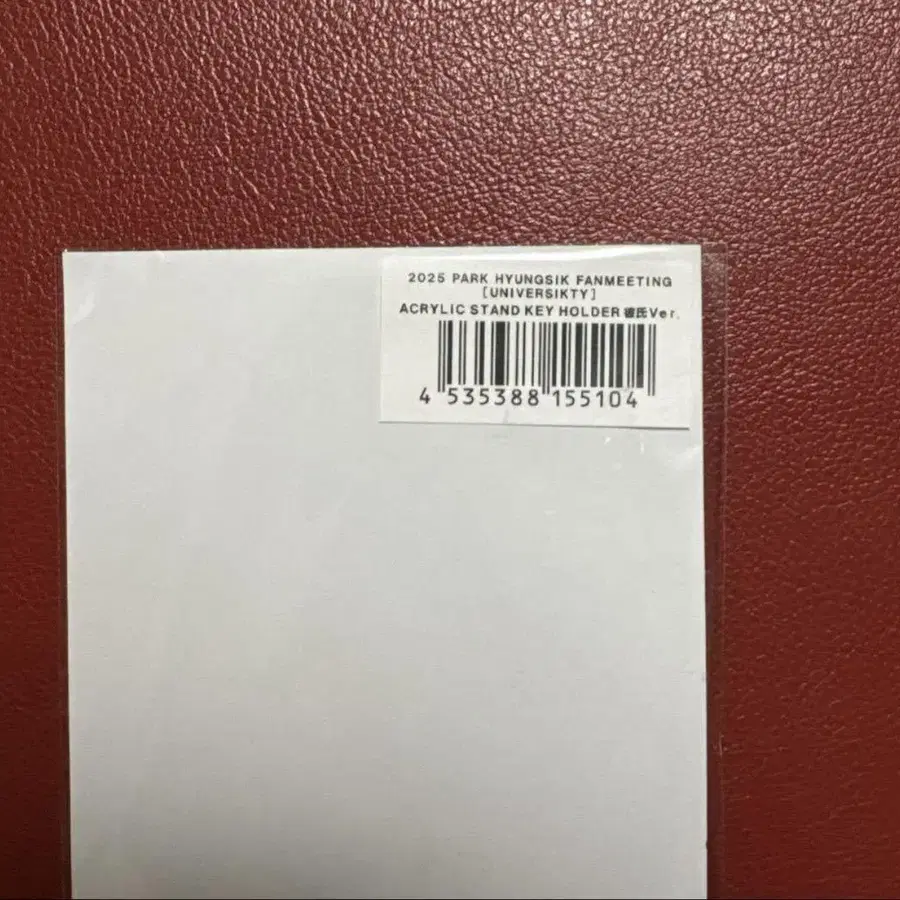 2025 PARK HYUNGSIK FANMEETING
[UNIVERSIKTY]
ACRYLIC STAND KEY HOLDER 彼氏Ver.
4 535388 155104